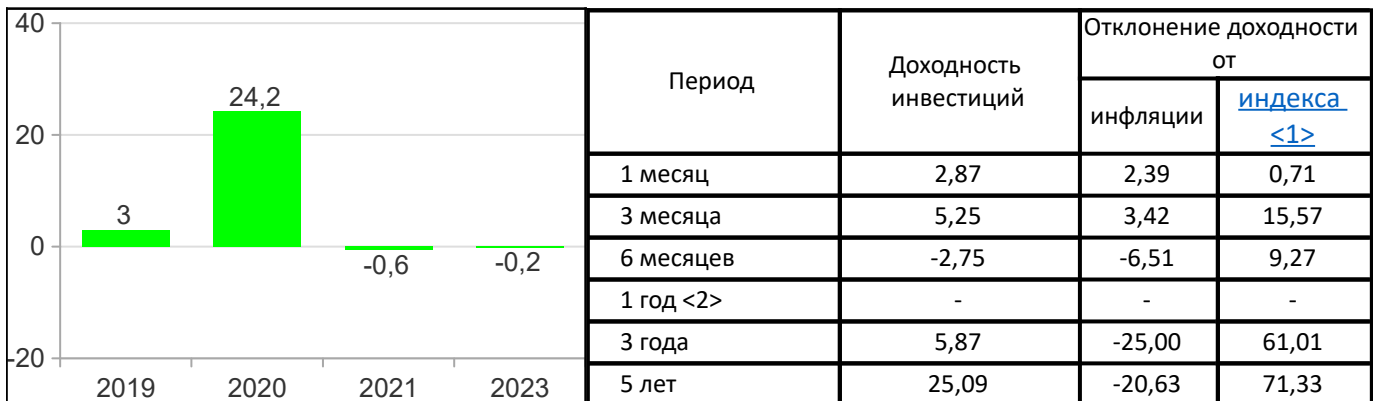 40
20
0
-20
3
24,2
-0,6
-0,2
2019 2020 2021 2023
Период
Доходность
инвестиций
Отклонение доходности
от
инфляции
индекса
<1>
1 месяц 2,87 2,39 0,71
3 месяца 5,25 3,42 15,57
6 месяцев -2,75 -6,51 9,27
1 год <2> - - -
3 года 5,87 -25,00 61,01
5 лет 25,09 -20,63 71,33